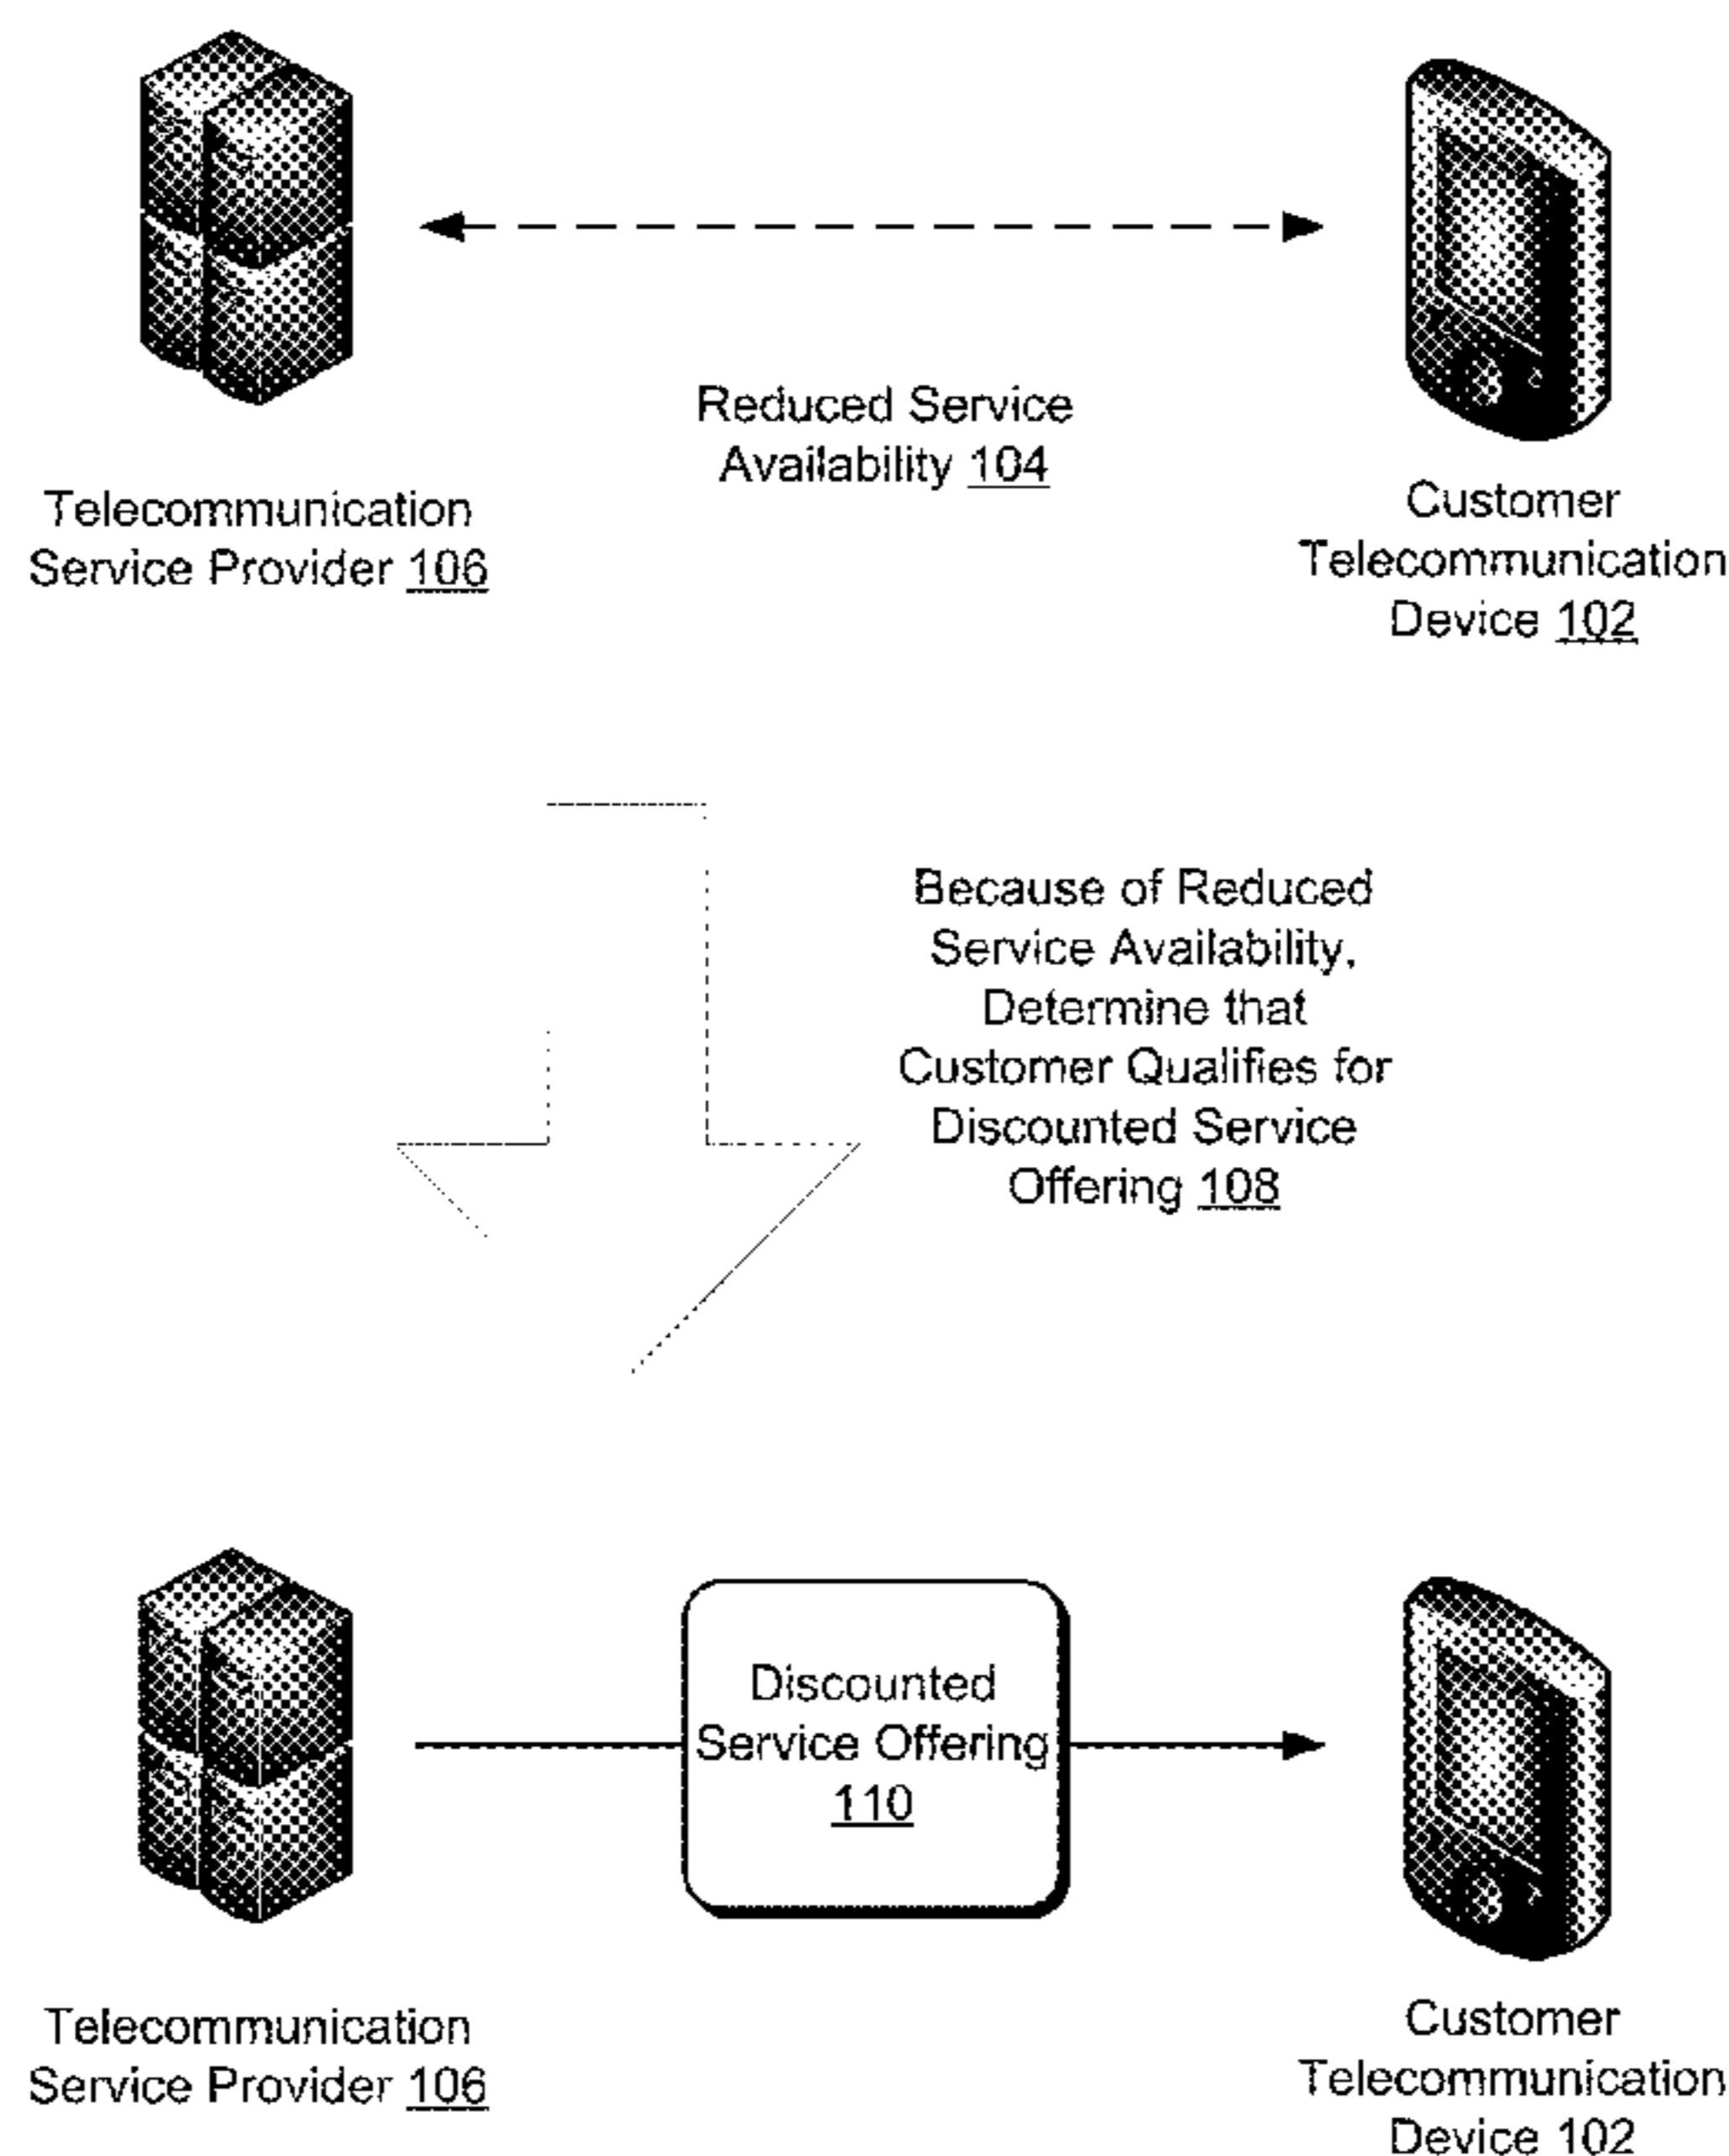 Reduced Service
Availability 104
Telecommunication
Service Provider 106
Customer
Telecommunication
Device 102
Because of Reduced
Service Availability,
Determine that
Customer Qualifies for
Discounted Service
Offering 108
Discounted
Service Offering
110
Telecommunication
Service Provider 106
Customer
Telecommunication
Device 102